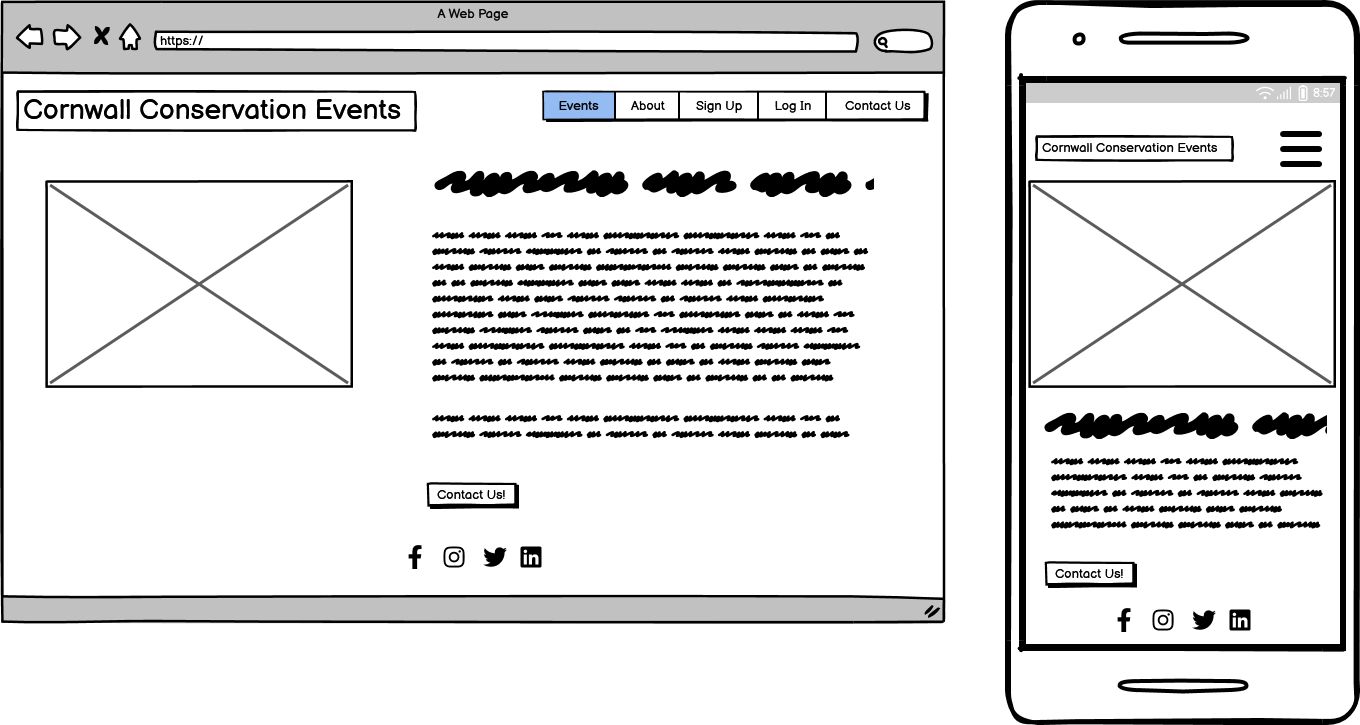 A Web Page
https://
Cornwall Conservation Events
Events About Sign Up Log In Contact Us
Contact Us!
8:57
Cornwall Conservation Events
Contact Us!